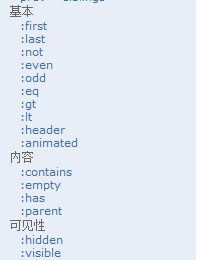 基本
:first
:last
:not
:even
:odd
:eq
:gt
:lt
:header
:animated
内容
:contains
:empty
:has
:parent
可见性
:hidden
:visible